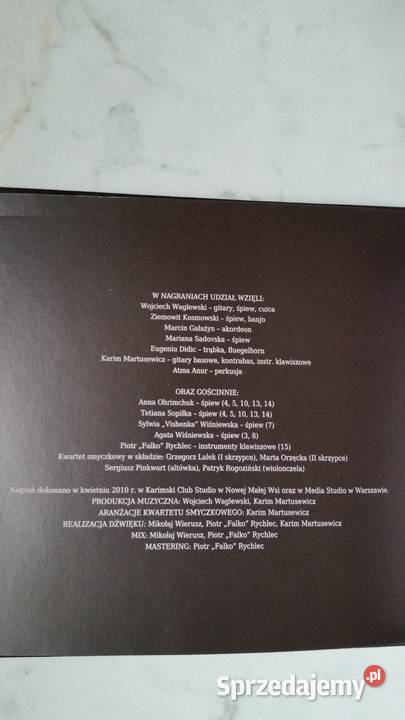 W NAGRANIACH UDZIAŁ WZIĘLI:
Wojciech Waglewski – gitary, śpiew, cuica
Ziemowit Kosmowski – śpiew, banjo
Marcin Gałażyn – akordeon
Mariana Sadovska – śpiew
Eugeniu Didic – trąbka, fluegelhorn
Karim Martusewicz – gitary basowe, kontrabas, instr. klawiszowe
Atma Anur – perkusja
ORAZ GOŚCINNIE:
Anna Ohrimchuk – śpiew (4, 5, 10, 13, 14)
Tetiana Sopiłka – śpiew (4, 5, 10, 13, 14)
Sylwia „Vishenka” Wiśniewska – śpiew (7)
Agata Wiśniewska – śpiew (3, 8)
Piotr „Falko” Rychlec – instrumenty klawiszowe (15)
Kwartet smyczkowy w składzie: Grzegorz Lalek (I skrzypce), Marta Orzęcka (II skrzypce)
Sergiusz Pinkwart (altówka), Patryk Rogoziński (wiolonczela)
Nagrań dokonano w kwietniu 2010 r. w Karimski Club Studio w Nowej Małej Wsi oraz w Media Studio w Warszawie.
PRODUKCJA MUZYCZNA: Wojciech Waglewski, Karim Martusewicz
ARANŻACJE KWARTETU SMYCZKOWEGO: Karim Martusewicz
REALIZACJA DŹWIĘKU: Mikołaj Wierus, Piotr „Falko” Rychlec, Karim Martusewicz
MIX: Mikołaj Wierus, Piotr „Falko” Rychlec
MASTERING: Piotr „Falko” Rychlec
Sprzedajemy.pl